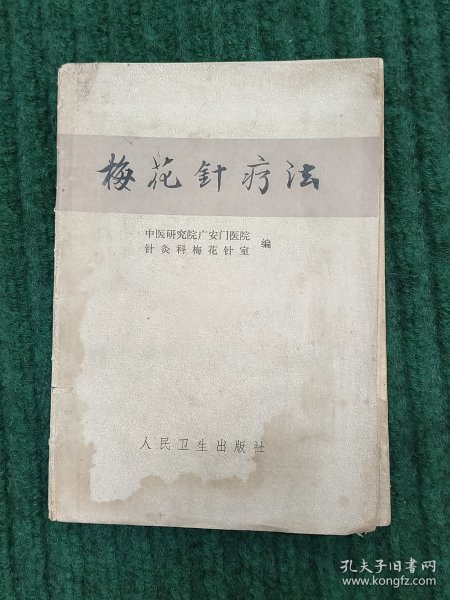 梅花針疗法
中医研究院广安门医院
针灸科梅花针室
编
人民卫生出版社
孔夫子旧书网
www.kongfz.com